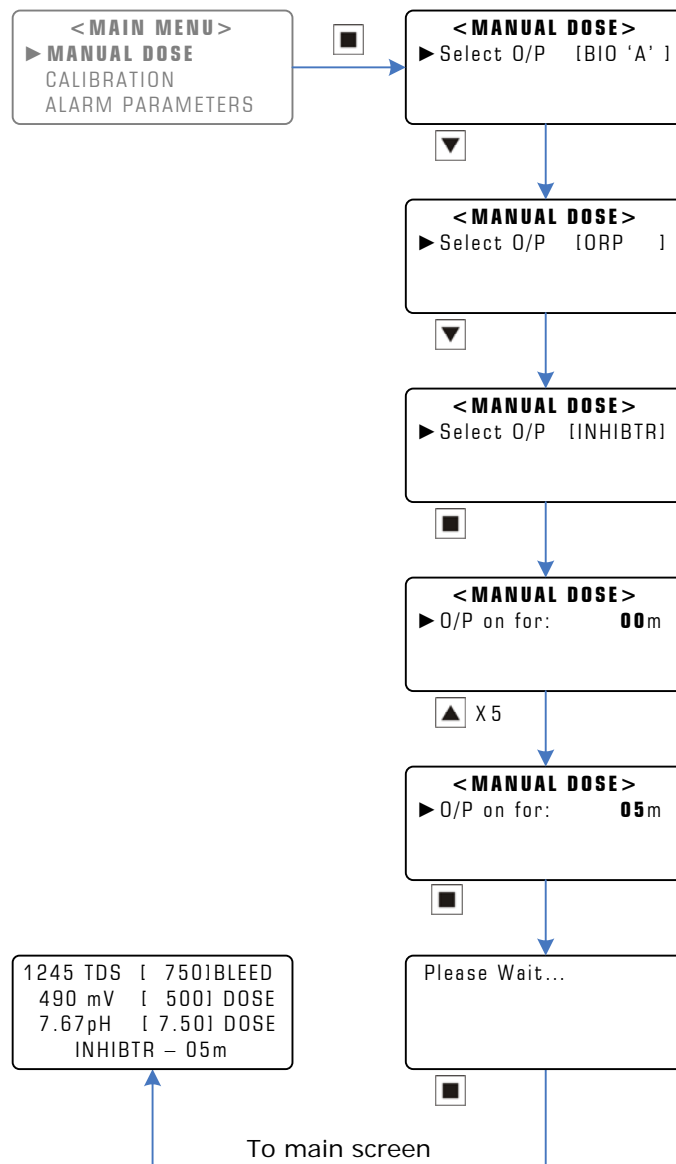 <MAIN MENU>
►MANUAL DOSE
CALIBRATION
ALARM PARAMETERS
<MANUAL DOSE>
►Select O/P [BIO ‘A’ ]
<MANUAL DOSE>
►Select O/P [ORP ]
<MANUAL DOSE>
►Select O/P [INHIBTR]
<MANUAL DOSE>
►O/P on for: 00m
X5
<MANUAL DOSE>
►O/P on for: 05m
Please Wait...
1245 TDS [ 750]BLEED
490 mV [ 500] DOSE
7.67pH [ 7.50] DOSE
INHIBTR – 05m
To main screen